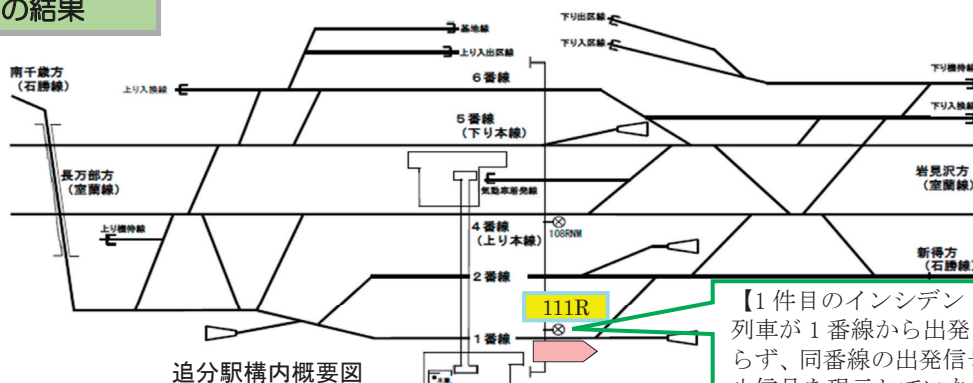 の結果
下り出区線
基地線
下り入区線
上り入出区線
南千歳方
(石勝線)
上り入換線
6番線
下り機待線
下り入換線
5番線
(下り本線)
長万部方
(室蘭線)
気動車着発線
岩見沢方
(室蘭線)
上り機待線
4番線
(上り本線)
108RNM
新得方
(石勝線)
2番線
111R
【1件目のインシデン
列車が1番線から出発
らず、同番線の出発信
1番線
追分駅構内概要図